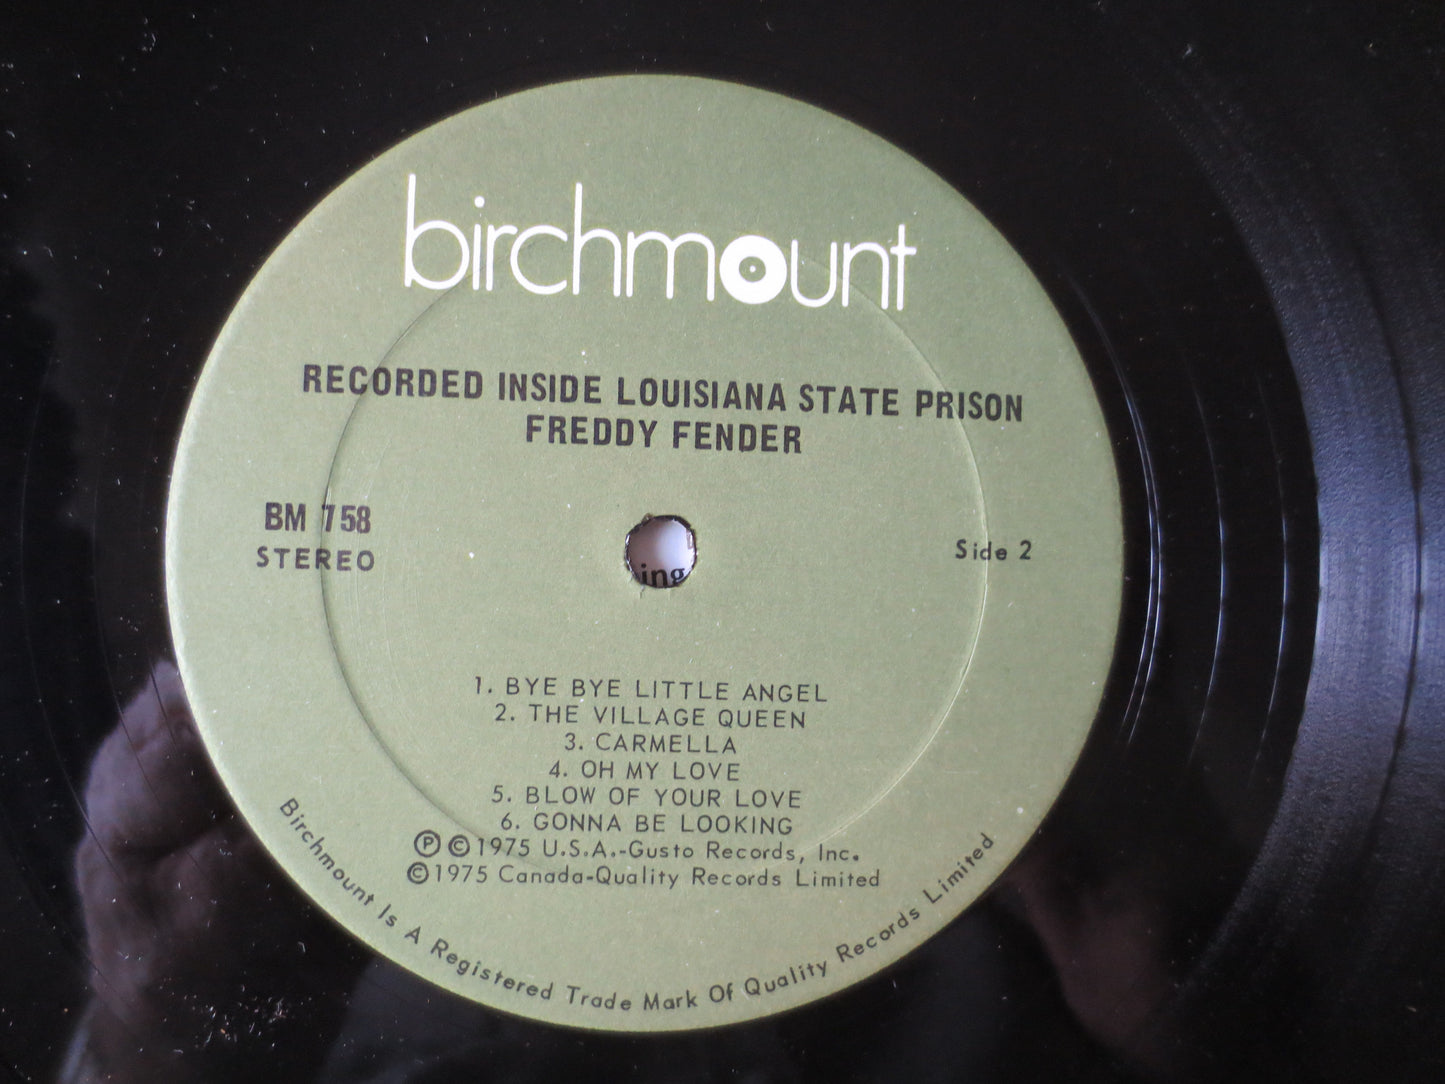 birchmount
RECORDED INSIDE LOUISIANA STATE PRISON
FREDDY FENDER
BM 758
STEREO
Side 2
ing
1. BYE BYE LITTLE ANGEL
2. THE VILLAGE QUEEN
3. CARMELLA
4. OH MY LOVE
5. BLOW OF YOUR LOVE
6. GONNA BE LOOKING
Ⓟ©1975 U.S.A.-Gusto Records, Inc.
©1975 Canada-Quality Records Limited
Birchmount Is A Registered Trade Mark Of Quality Records Limited